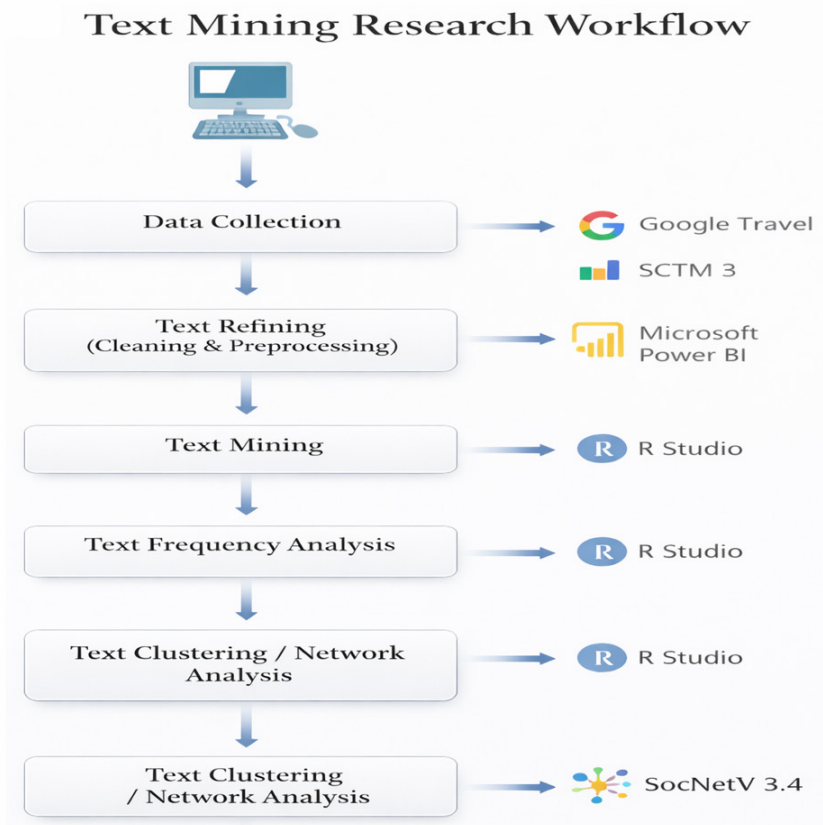 Text Mining Research Workflow
Data Collection
Google Travel
SCTM 3
Text Refining
(Cleaning & Preprocessing)
Microsoft
Power BI
Text Mining
R R Studio
Text Frequency Analysis
R R Studio
Text Clustering / Network
Analysis
R R Studio
Text Clustering
/ Network Analysis
SocNetV 3.4